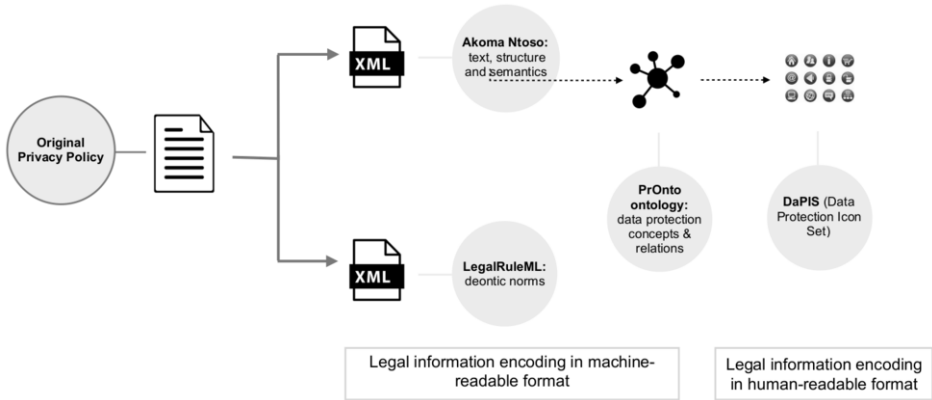 Original
Privacy Policy
XML
Akoma Ntoso:
text, structure
and semantics
PrOnto
ontology:
data protection
concepts &
relations
DaPIS (Data
Protection Icon
Set)
XML
LegalRuleML:
deontic norms
Legal information encoding in machine-
readable format
Legal information encoding
in human-readable format